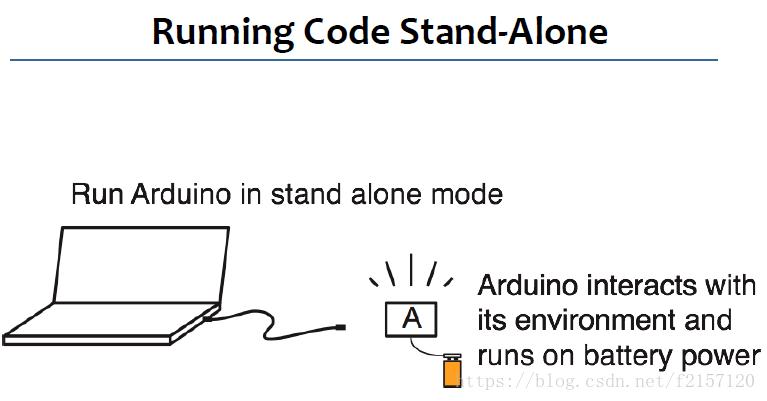 Running Code Stand-Alone
Run Arduino in stand alone mode
Arduino interacts with
its environment and
runs on battery power
A
https://blog.csdn.net/f2157120